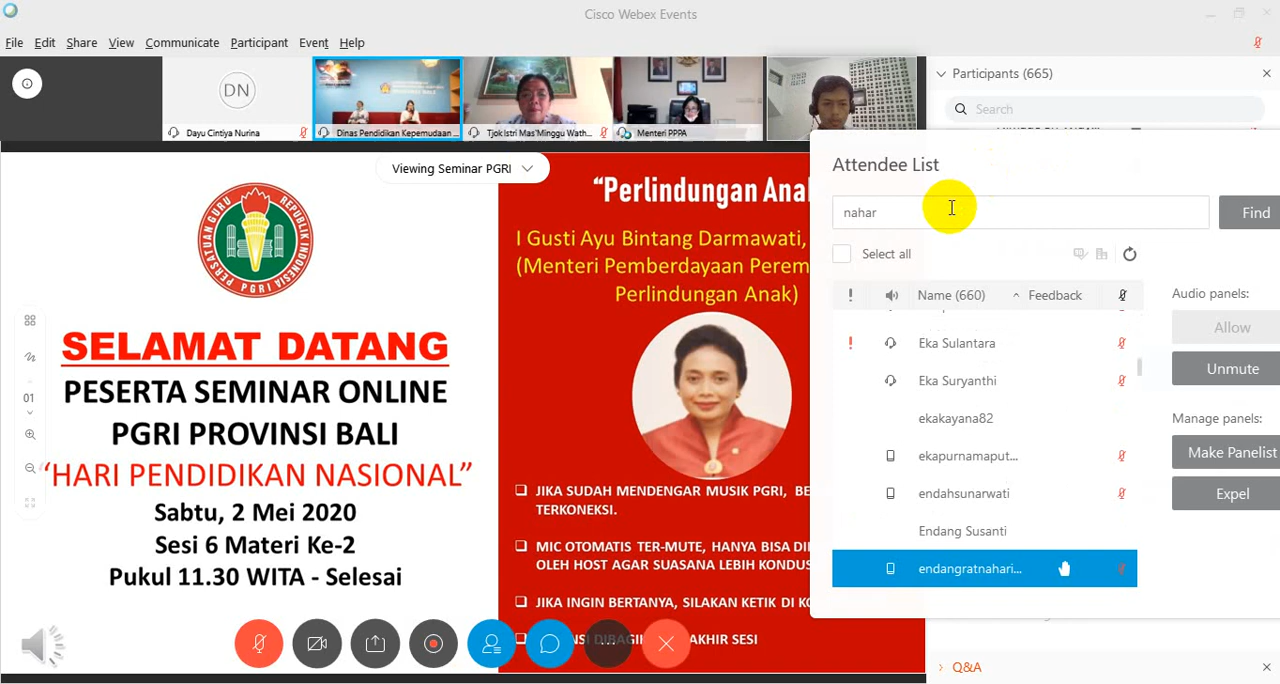 Cisco Webex Events
File Edit Share View Communicate Participant Event Help
DN
Dayu Cintiya Nurina
Dinas Pendidikan Kepemudaan ...
Tjok Istri Mas'Minggu Wath...
Menteri PPPA
Participants (665)
Search
Viewing Seminar PGRI
PERSATUAN GURU REPUBLIK INDONESIA
PGRI
SELAMAT DATANG
PESERTA SEMINAR ONLINE
PGRI PROVINSI BALI
“HARI PENDIDIKAN NASIONAL”
Sabtu, 2 Mei 2020
Sesi 6 Materi Ke-2
Pukul 11.30 WITA - Selesai
01
“Perlindungan Ana
I Gusti Ayu Bintang Darmawati,
(Menteri Pemberdayaan Perem
Perlindungan Anak)
JIKA SUDAH MENDENGAR MUSIK PGRI, BE
TERKONEKSI.
MIC OTOMATIS TER-MUTE, HANYA BISA DI
OLEH HOST AGAR SUASANA LEBIH KONDUS
JIKA INGIN BERTANYA, SILAKAN KETIK DI KO
NSI DIBAGI AKHIR SESI
Attendee List
nahar
Find
Select all
Name (660) Feedback
Eka Sulantara
Eka Suryanthi
ekakayana82
ekapurnamaput...
endahsunarwati
Endang Susanti
endangratnahari...
Audio panels:
Allow
Unmute
Manage panels:
Make Panelist
Expel
Q&A